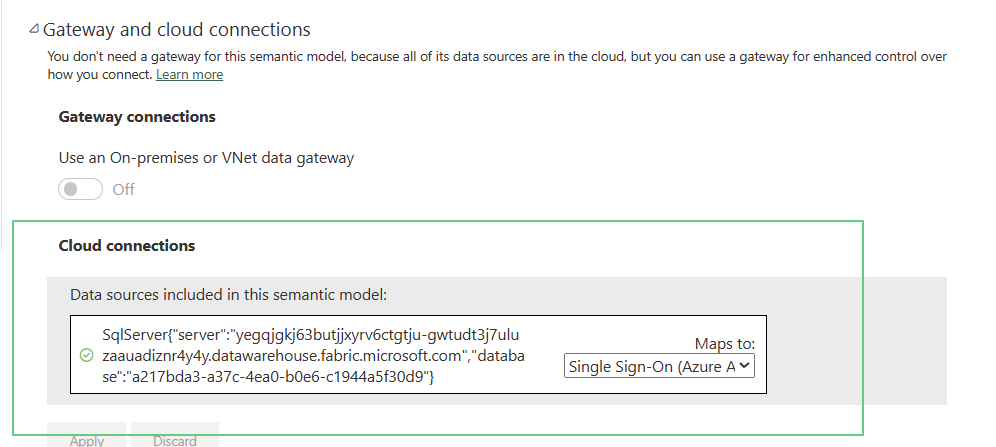 Gateway and cloud connections
You don't need a gateway for this semantic model, because all of its data sources are in the cloud, but you can use a gateway for enhanced control over
how you connect. Learn more
Gateway connections
Use an On-premises or VNet data gateway
Off
Cloud connections
Data sources included in this semantic model:
SqlServer{"server":"yegqjgkj63butjjxyrv6ctgtju-gwtudt3j7ulu
zaauadiznr4y4y.datawarehouse.fabric.microsoft.com","databa
se":"a217bda3-a37c-4ea0-b0e6-c1944a5f30d9"}
Maps to:
Single Sign-On (Azure A
Apply
Discard